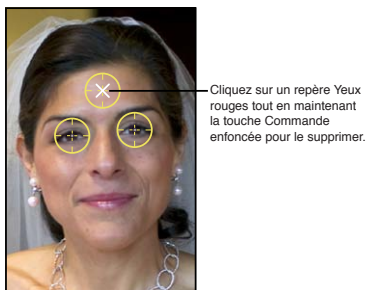 Cliquez sur un repère Yeux
rouges tout en maintenant
la touche Commande
enfoncée pour le supprimer.